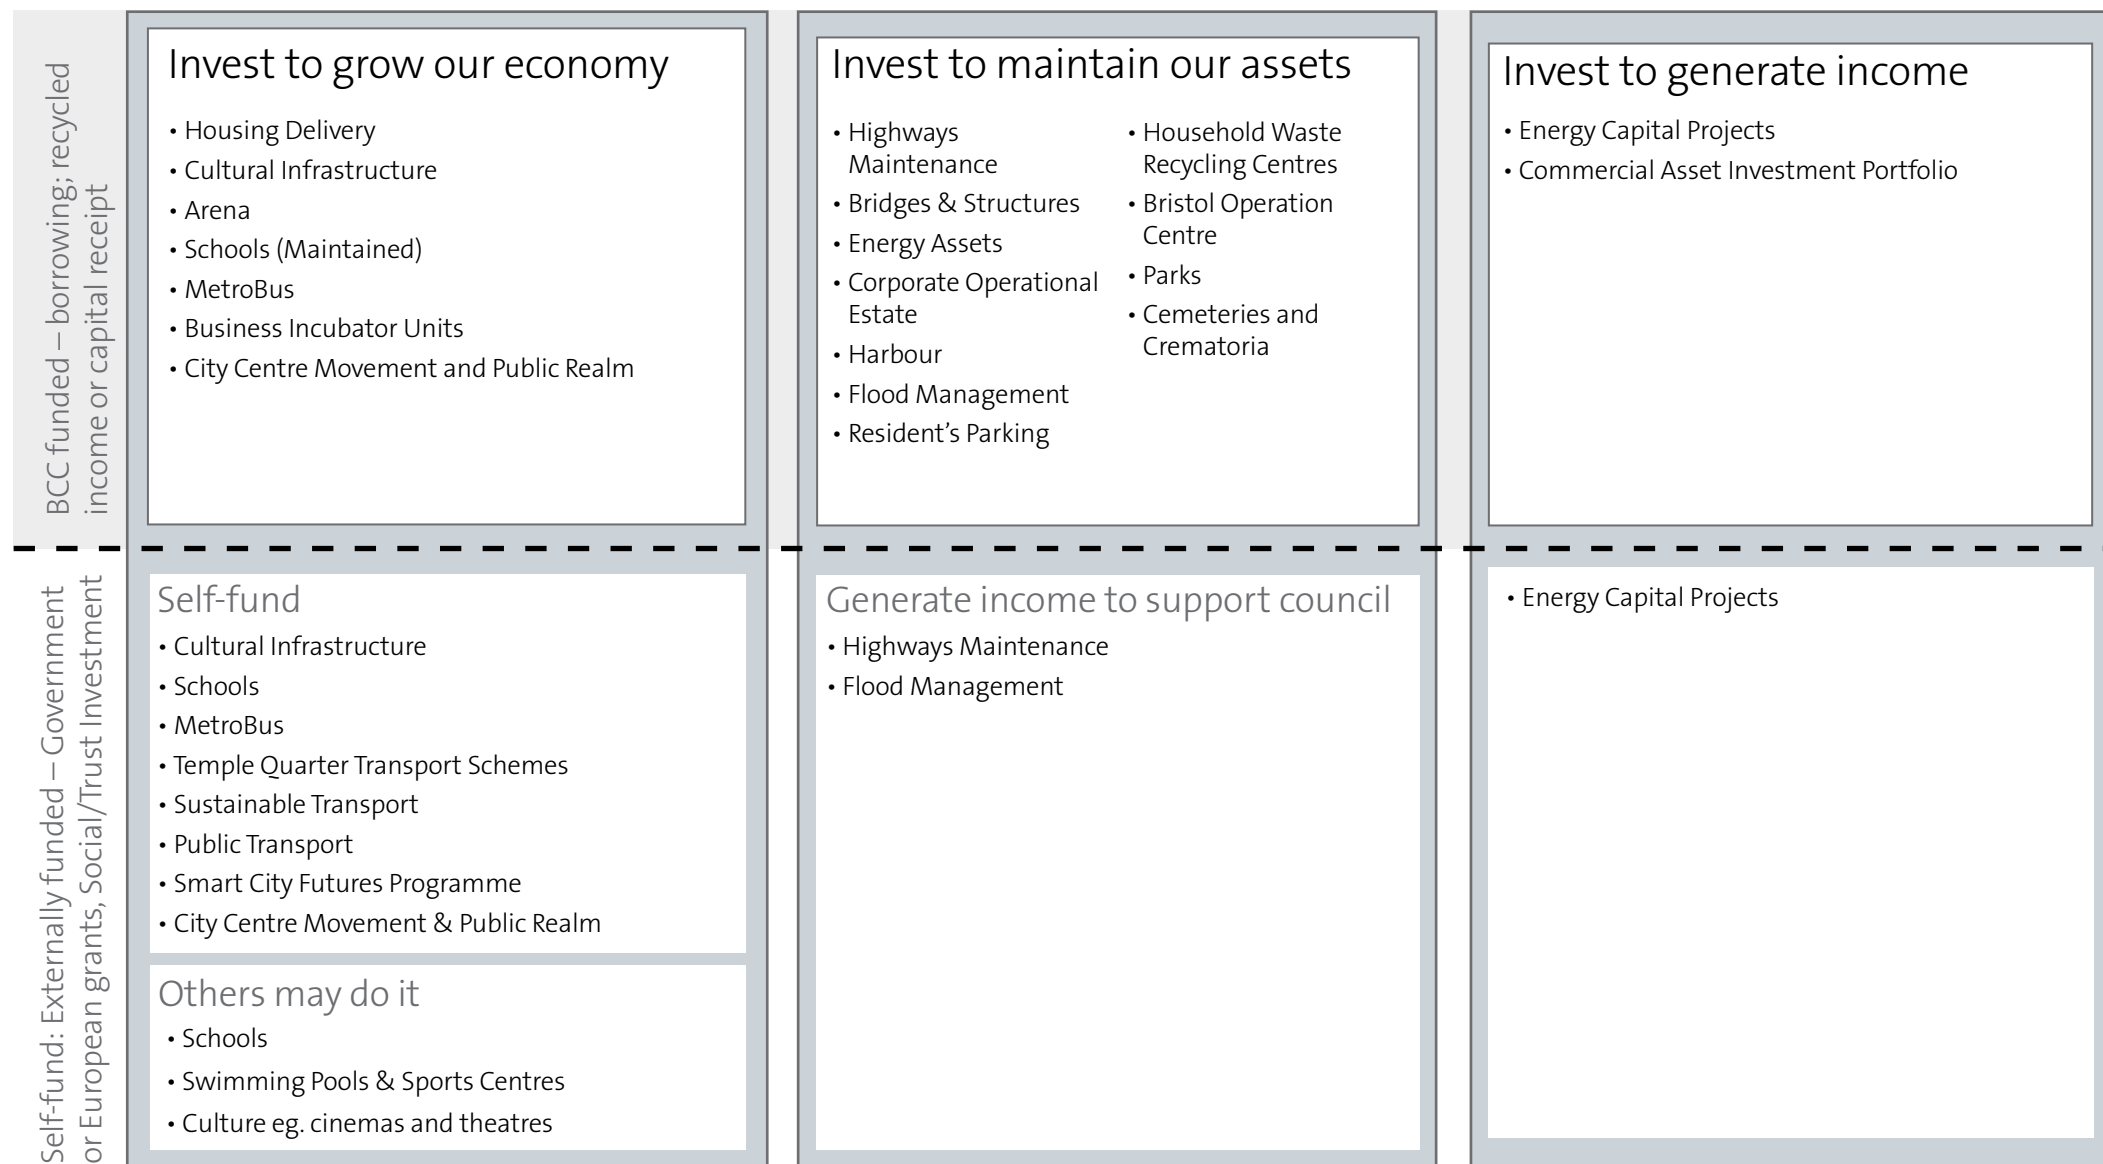 BCC funded – borrowing; recycled
income or capital receipt
Invest to grow our economy
• Housing Delivery
• Cultural Infrastructure
• Arena
• Schools (Maintained)
• MetroBus
• Business Incubator Units
• City Centre Movement and Public Realm
Invest to maintain our assets
• Highways
Maintenance
• Bridges & Structures
• Energy Assets
• Corporate Operational
Estate
• Harbour
• Flood Management
• Resident’s Parking
• Household Waste
Recycling Centres
• Bristol Operation
Centre
• Parks
• Cemeteries and
Crematoria
Invest to generate income
• Energy Capital Projects
• Commercial Asset Investment Portfolio
Self-fund: Externally funded – Government
or European grants, Social/Trust Investment
Self-fund
• Cultural Infrastructure
• Schools
• MetroBus
• Temple Quarter Transport Schemes
• Sustainable Transport
• Public Transport
• Smart City Futures Programme
• City Centre Movement & Public Realm
Others may do it
• Schools
• Swimming Pools & Sports Centres
• Culture eg. cinemas and theatres
Generate income to support council
• Highways Maintenance
• Flood Management
• Energy Capital Projects